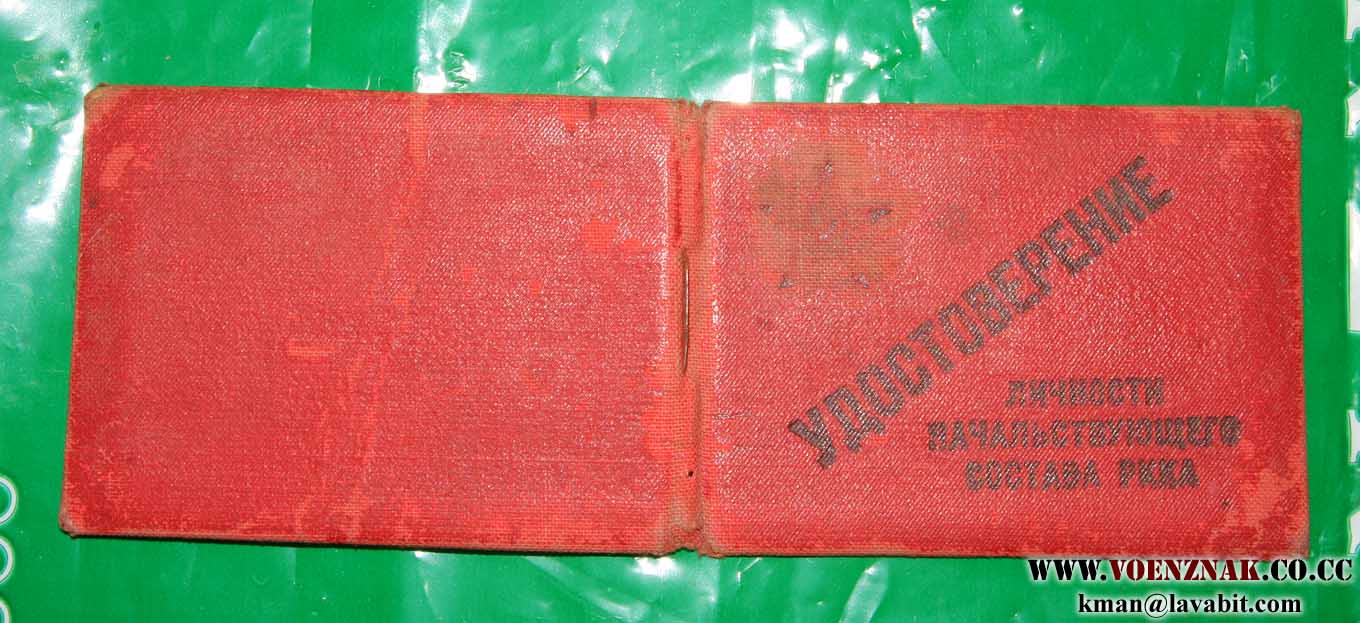 УДОСТОВЕРЕНИЕ
ЛИЧНОСТИ
НАЧАЛЬСТВУЮЩЕГО
СОСТАВА РККА
WWW.VOENZNAK.CO.CC
kman@lavabit.com